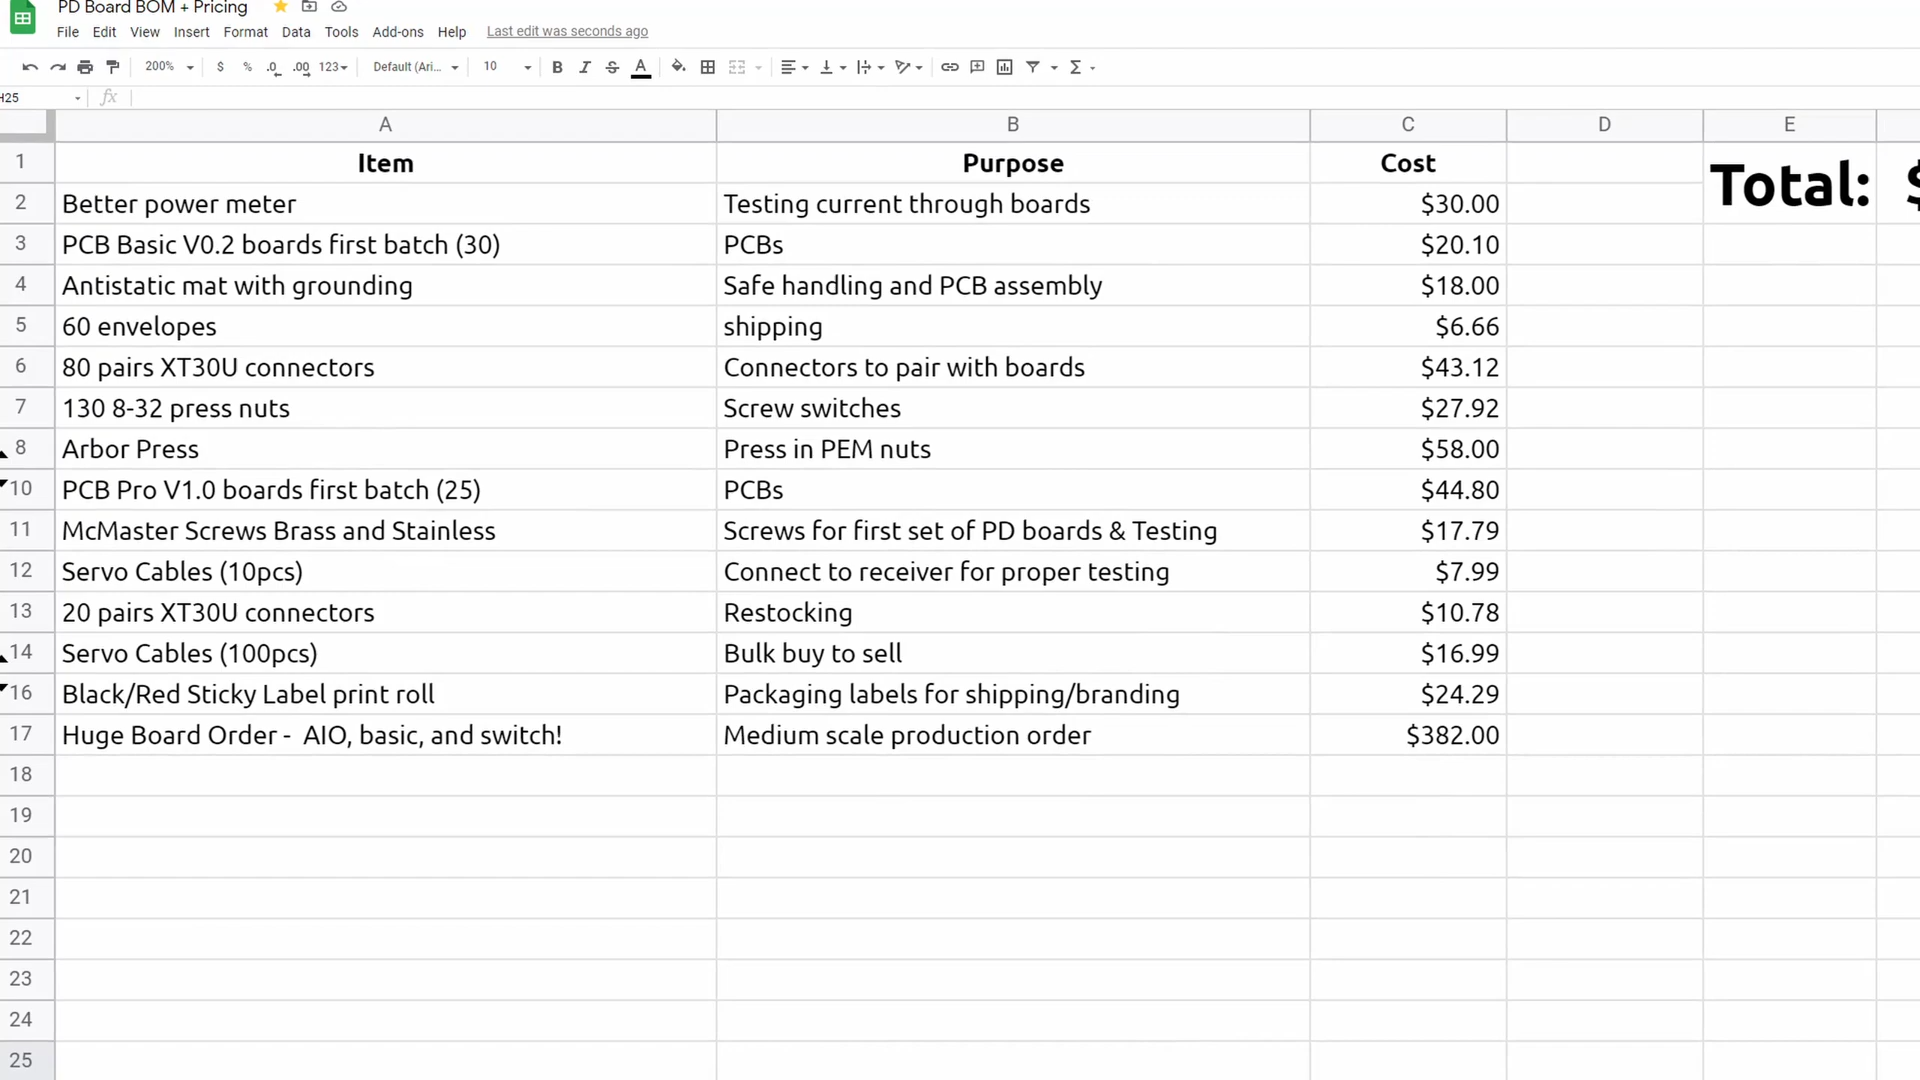 PD Board BOM + Pricing
File Edit View Insert Format Data Tools Add-ons Help Last edit was seconds ago
200% $ % .0 .00 123 Default (Ari... 10 B I S A Σ
H25 fx
A B C D E
1 Item Purpose Cost Total: $
2 Better power meter Testing current through boards $30.00
3 PCB Basic V0.2 boards first batch (30) PCBs $20.10
4 Antistatic mat with grounding Safe handling and PCB assembly $18.00
5 60 envelopes shipping $6.66
6 80 pairs XT30U connectors Connectors to pair with boards $43.12
7 130 8-32 press nuts Screw switches $27.92
8 Arbor Press Press in PEM nuts $58.00
10 PCB Pro V1.0 boards first batch (25) PCBs $44.80
11 McMaster Screws Brass and Stainless Screws for first set of PD boards & Testing $17.79
12 Servo Cables (10pcs) Connect to receiver for proper testing $7.99
13 20 pairs XT30U connectors Restocking $10.78
14 Servo Cables (100pcs) Bulk buy to sell $16.99
16 Black/Red Sticky Label print roll Packaging labels for shipping/branding $24.29
17 Huge Board Order - AIO, basic, and switch! Medium scale production order $382.00
18
19
20
21
22
23
24
25